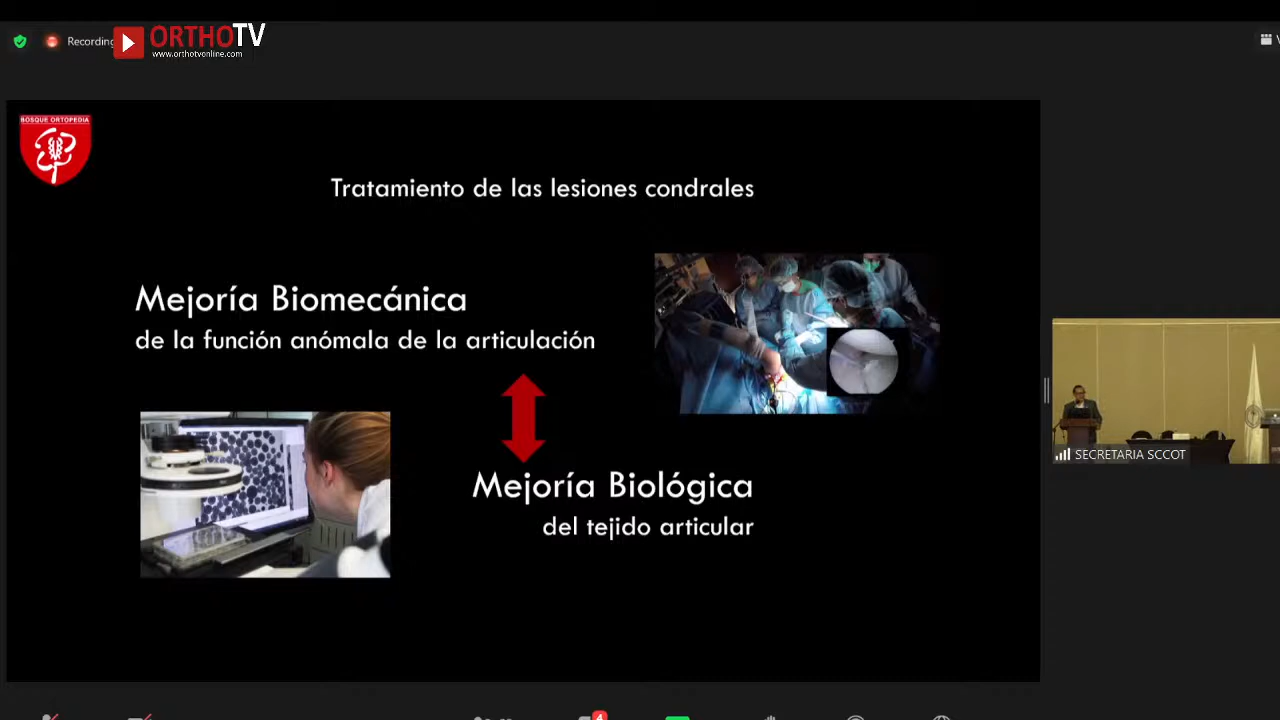 Recording
ORTHOTV
www.orthotvonline.com
BOSQUE ORTOPEDIA
Tratamiento de las lesiones condrales
Mejoría Biomecánica
de la función anómala de la articulación
Mejoría Biológica
del tejido articular
SECRETARIA SCCOT
4